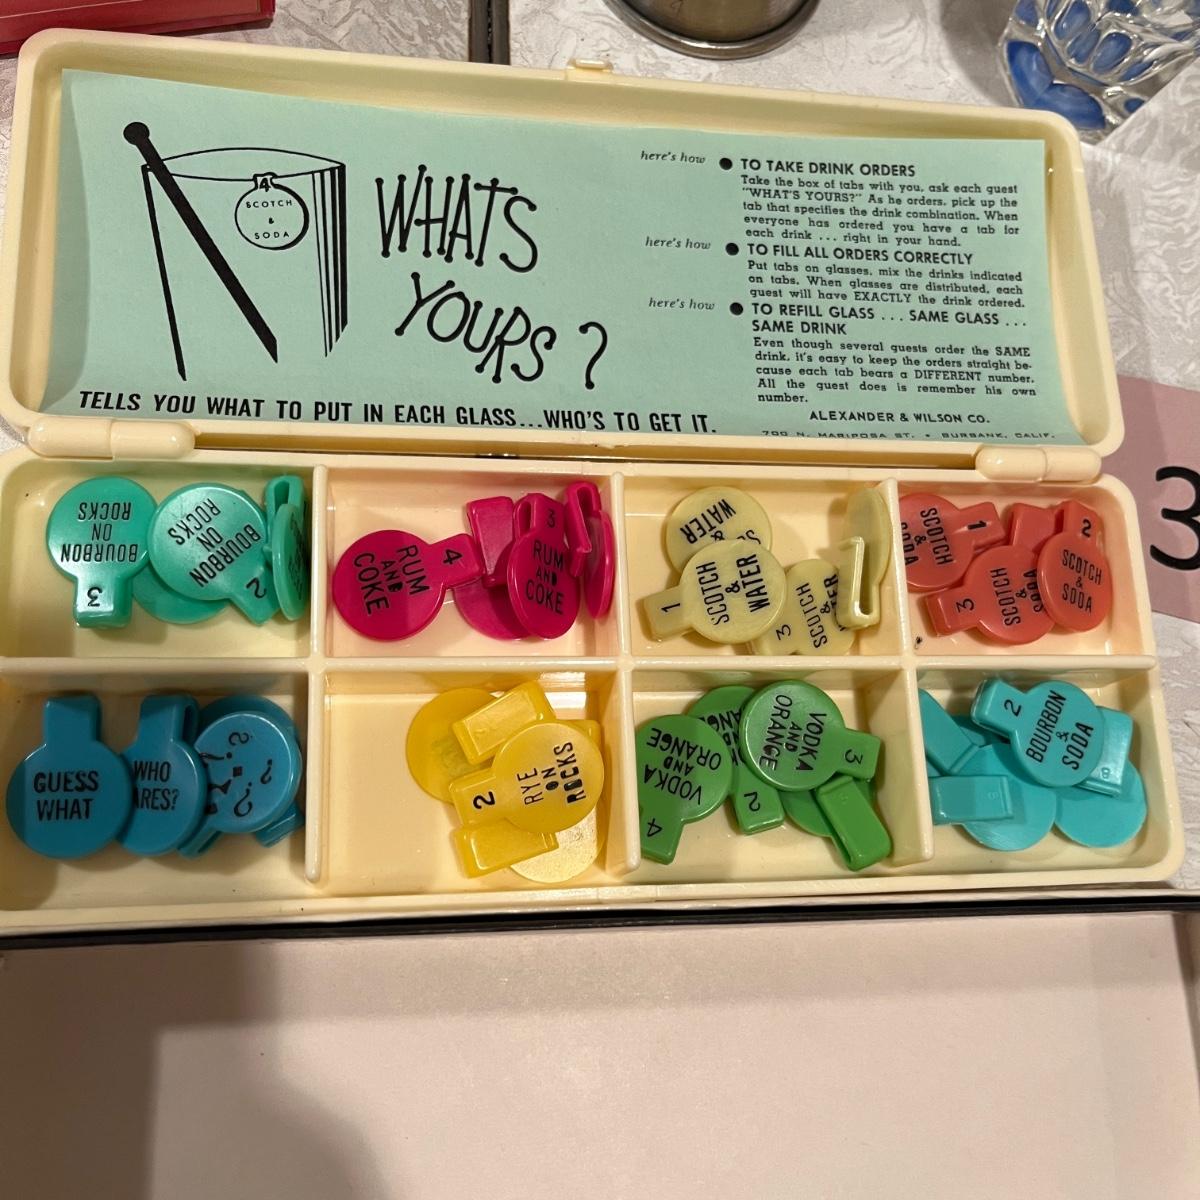 4
SCOTCH
&
SODA
WHAT'S
YOURS?
TELLS YOU WHAT TO PUT IN EACH GLASS...WHO'S TO GET IT.
here's how ● TO TAKE DRINK ORDERS
Take the box of tabs with you, ask each guest
"WHAT'S YOURS?" As he orders, pick up the
tab that specifies the drink combination. When
everyone has ordered you have a tab for
each drink ... right in your hand.
here's how ● TO FILL ALL ORDERS CORRECTLY
Put tabs on glasses, mix the drinks indicated
on tabs. When glasses are distributed, each
guest will have EXACTLY the drink ordered.
here's how ● TO REFILL GLASS ... SAME GLASS ...
SAME DRINK
Even though several guests order the SAME
drink, it's easy to keep the orders straight be-
cause each tab bears a DIFFERENT number.
All the guest does is remember his own
number.
ALEXANDER & WILSON CO.
700 N. MARIPOSA ST. • BURBANK, CALIF.
3
BOURBON
ON
ROCKS
3
BOURBON
ON
ROCKS
2
RUM
AND
COKE
4
RUM
AND
COKE
3
&
WATER
SCOTCH
&
WATER
1
SCOTCH
&
3
SCOTCH
1
SCOTCH
&
SODA
3
SCOTCH
&
SODA
2
GUESS
WHAT
WHO
?
RYE
ON
ROCKS
2
VODKA
AND
ORANGE
4
2
VODKA
AND
ORANGE
3
BOURBON
&
SODA
2